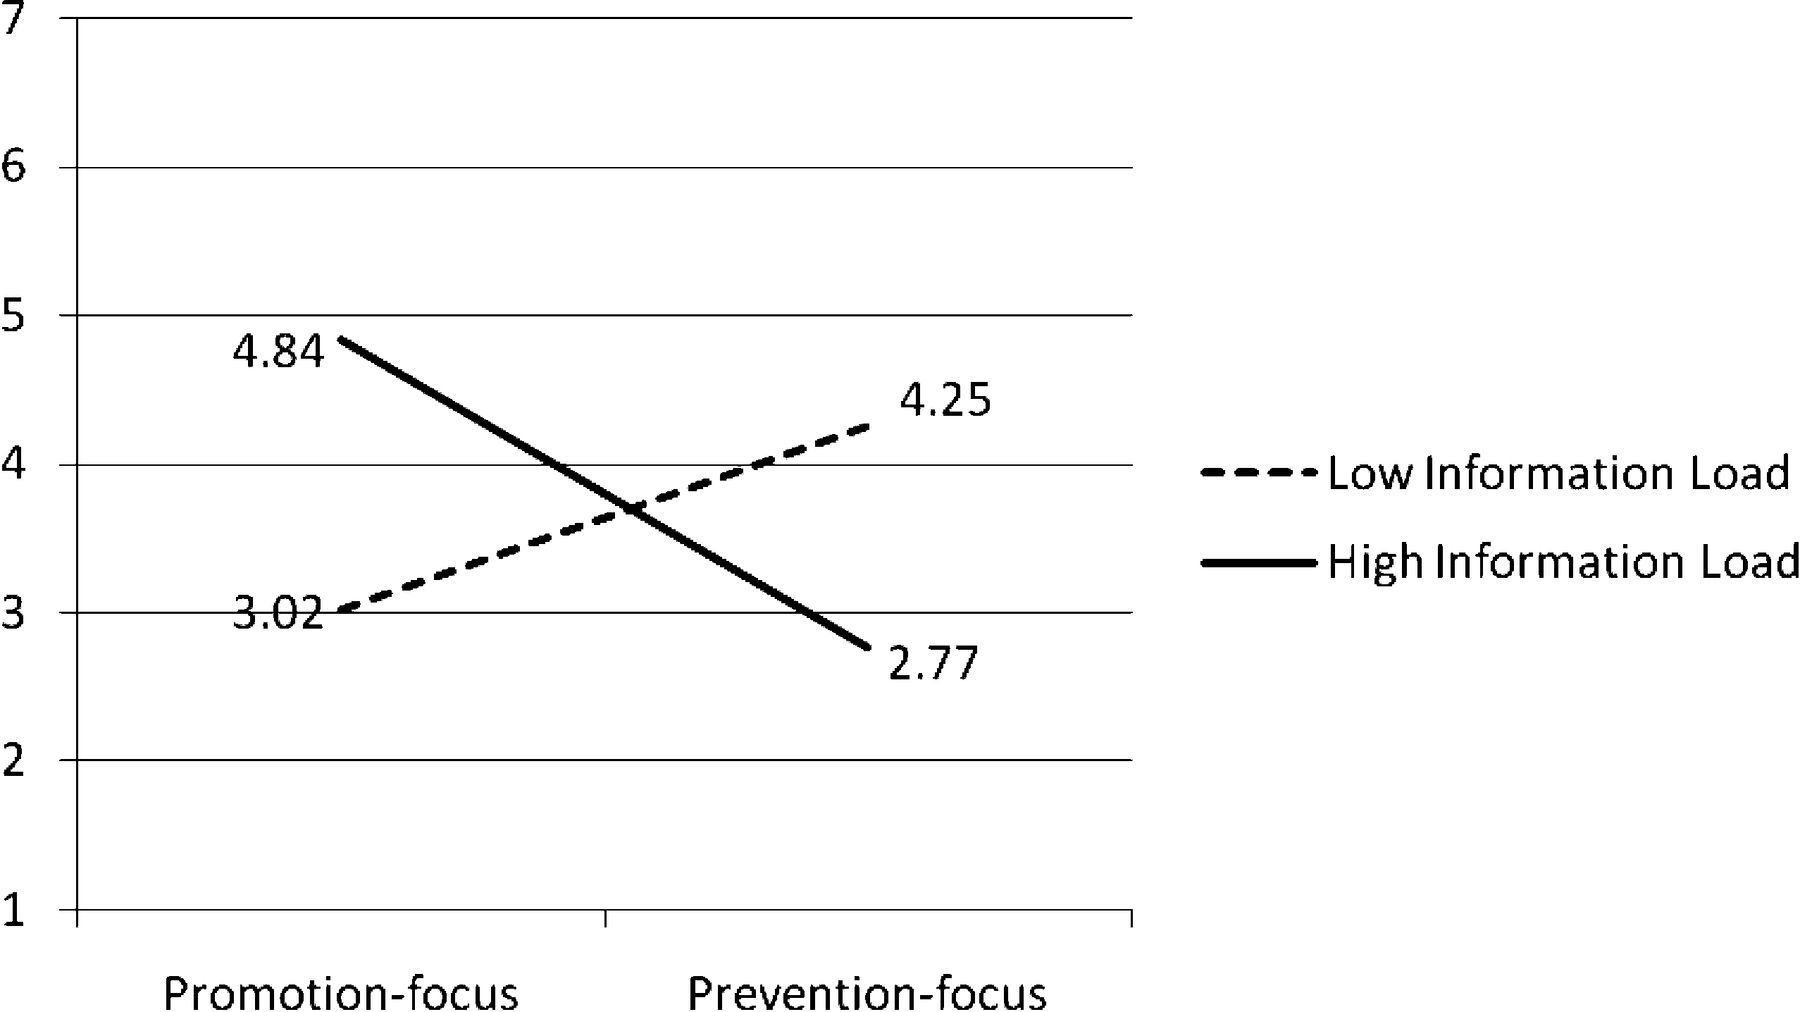 7
6
5
4.84
4.25
4
Low Information Load
High Information Load
3
3.02
2.77
2
1
Promotion-focus
Prevention-focus